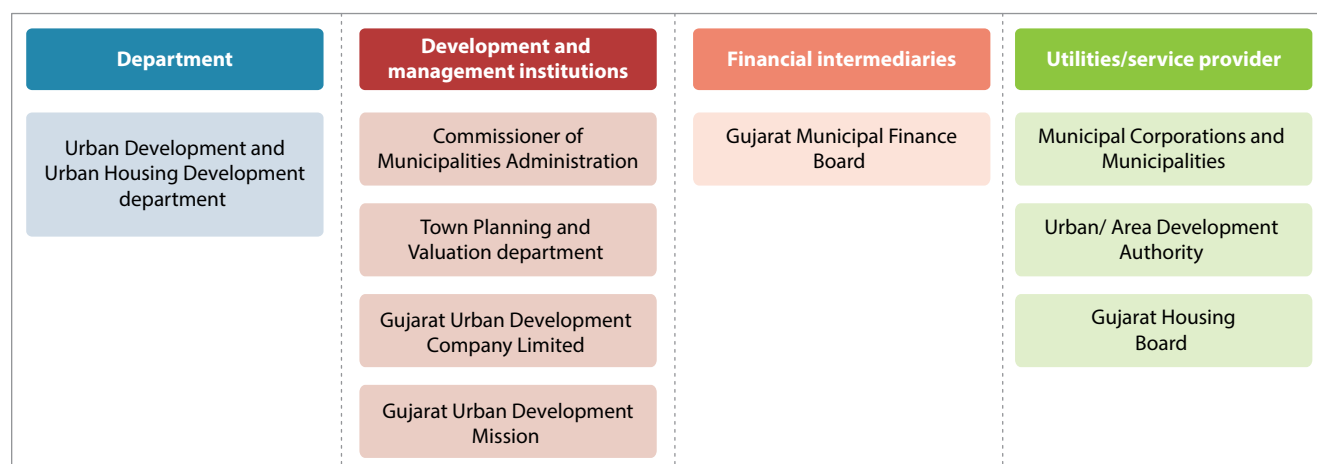 Department
Urban Development and
Urban Housing Development
department
Development and
management institutions
Commissioner of
Municipalities Administration
Town Planning and
Valuation department
Gujarat Urban Development
Company Limited
Gujarat Urban Development
Mission
Financial intermediaries
Gujarat Municipal Finance
Board
Utilities/service provider
Municipal Corporations and
Municipalities
Urban/ Area Development
Authority
Gujarat Housing
Board